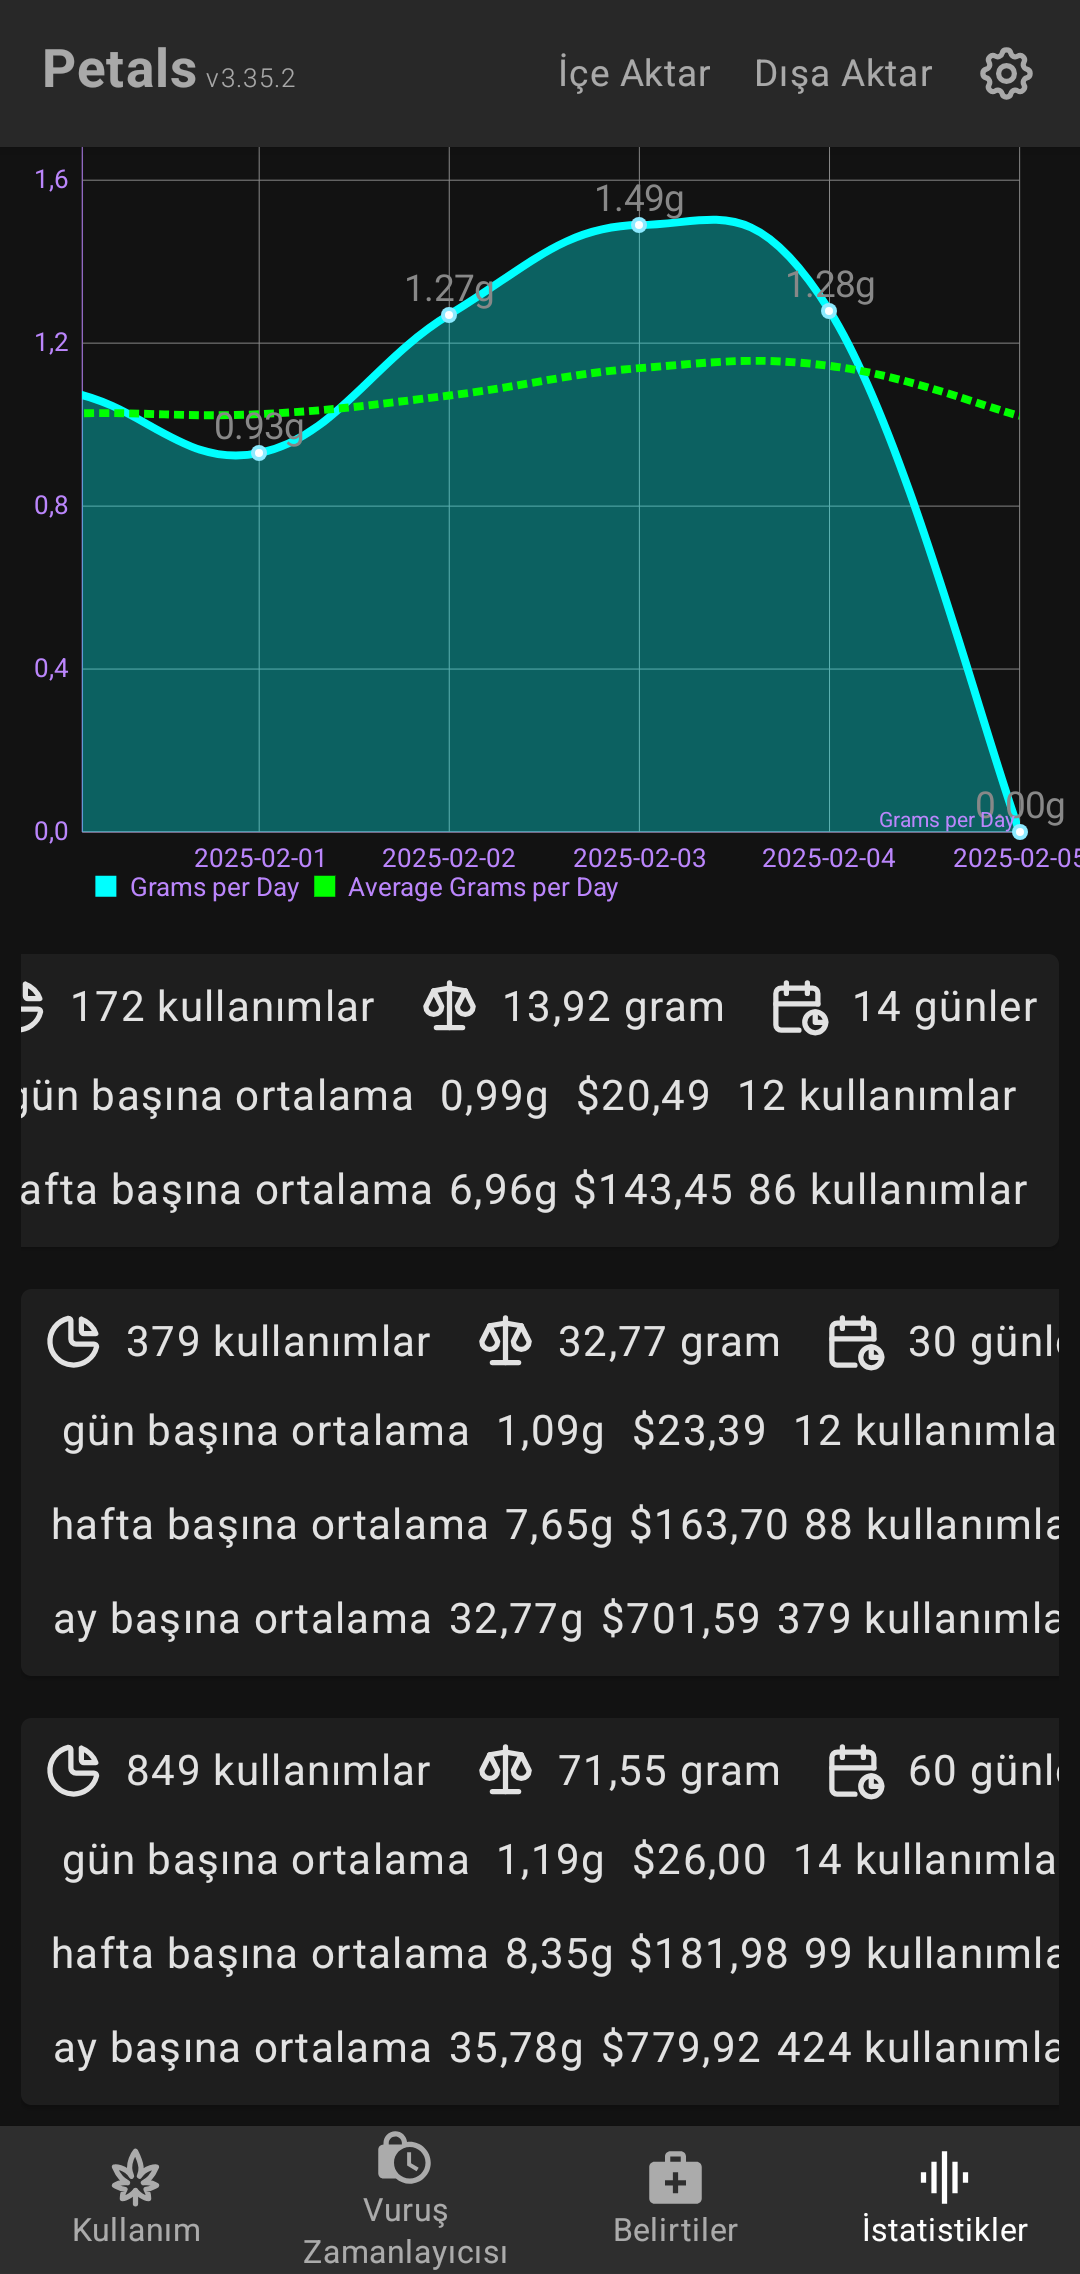 Petals v3.35.2 İçe Aktar Dışa Aktar
1,6
1.49g
1.27g
1.28g
1,2
0.93g
0,8
0,4
0.00g
Grams per Day
0,0
2025-02-01 2025-02-02 2025-02-03 2025-02-04 2025-02-05
Grams per Day Average Grams per Day
172 kullanımlar 13,92 gram 14 günler
gün başına ortalama 0,99g $20,49 12 kullanımlar
afta başına ortalama 6,96g $143,45 86 kullanımlar
379 kullanımlar 32,77 gram 30 günle
gün başına ortalama 1,09g $23,39 12 kullanımla
hafta başına ortalama 7,65g $163,70 88 kullanımla
ay başına ortalama 32,77g $701,59 379 kullanımla
849 kullanımlar 71,55 gram 60 günle
gün başına ortalama 1,19g $26,00 14 kullanımla
hafta başına ortalama 8,35g $181,98 99 kullanımla
ay başına ortalama 35,78g $779,92 424 kullanımla
Kullanım
Vuruş
Zamanlayıcısı
Belirtiler
İstatistikler